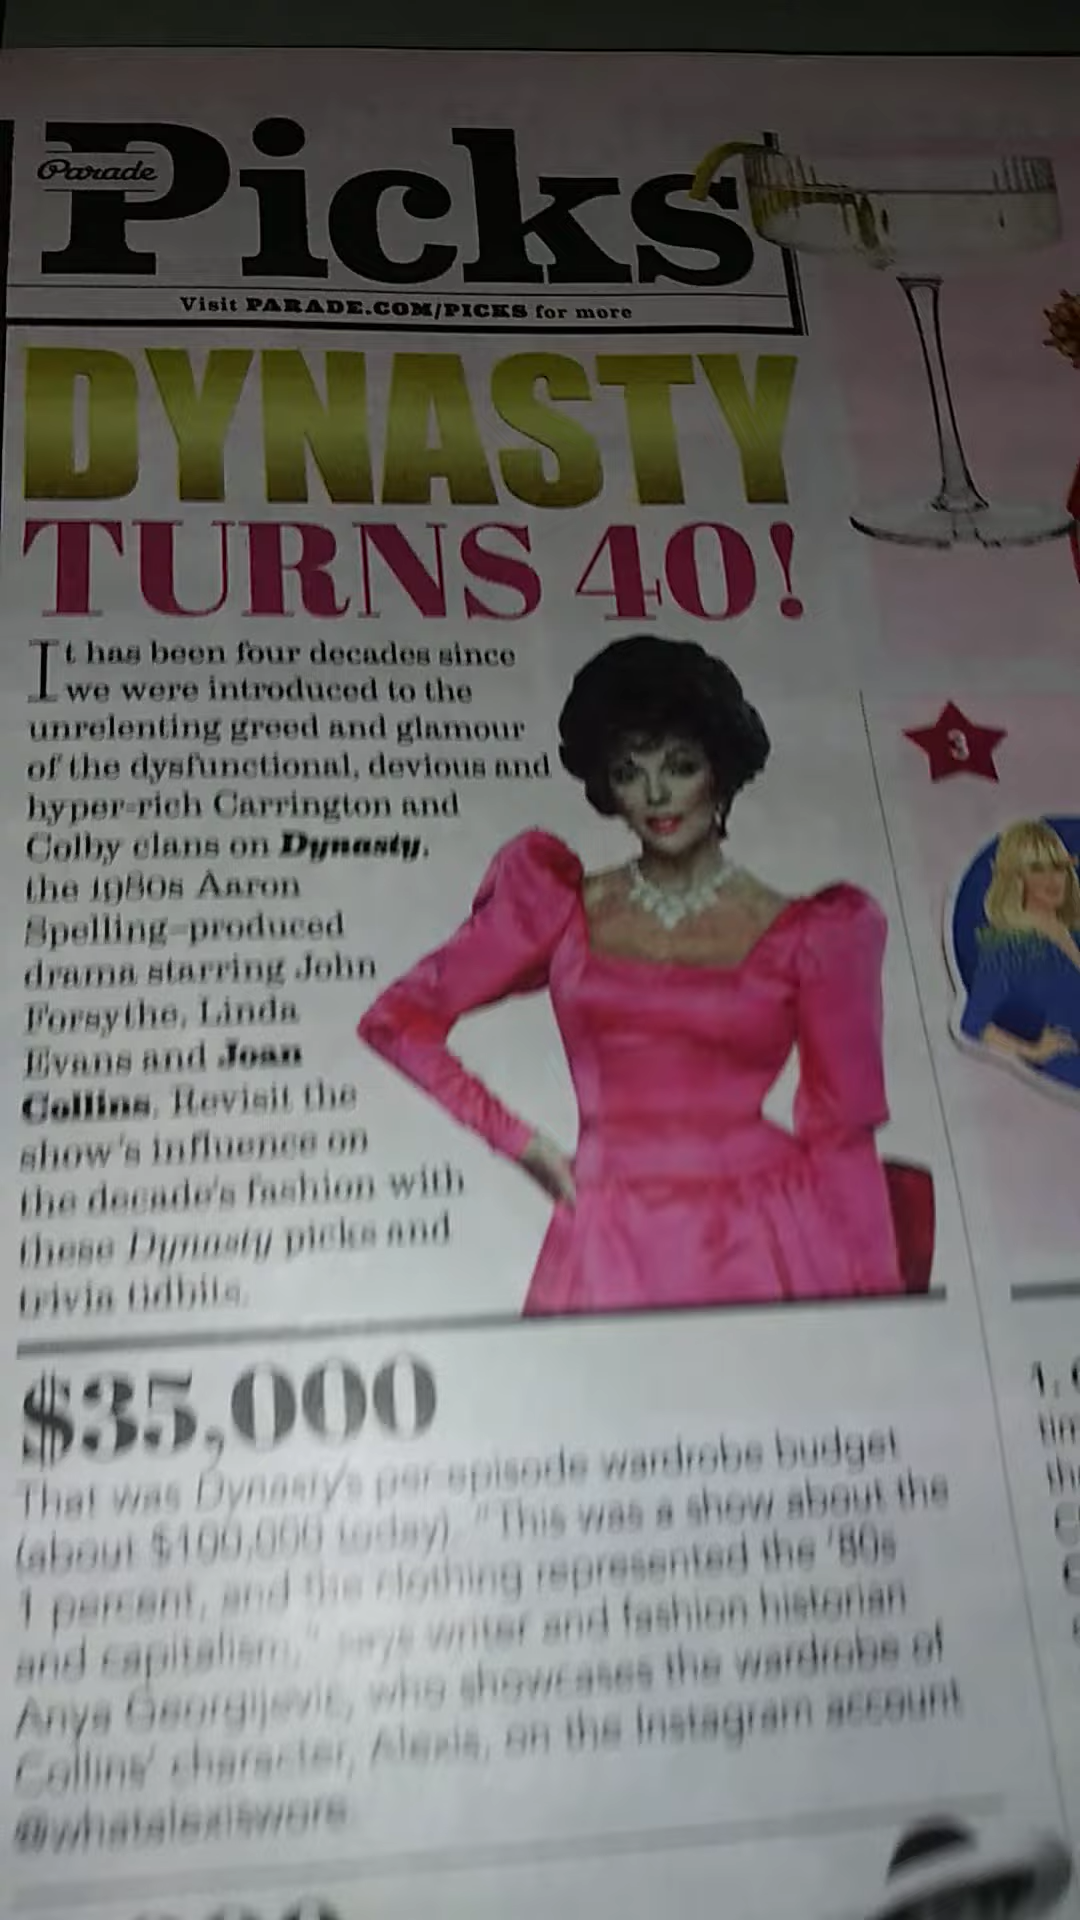 Parade
Picks
Visit PARADE.COM/PICKS for more
DYNASTY
TURNS 40!
It has been four decades since
we were introduced to the
unrelenting greed and glamour
of the dysfunctional, devious and
hyper-rich Carrington and
Colby clans on Dynasty,
the 1980s Aaron
Spelling–produced
drama starring John
Forsythe, Linda
Evans and Joan
Collins. Revisit the
show's influence on
the decade's fashion with
these Dynasty picks and
trivia tidbits.
$35,000
That was Dynasty's per-episode wardrobe budget
(about $100,000 today). "This was a show about the
1 percent, and the clothing represented the '80s
and capitalism," says writer and fashion historian
Anya Georgijevic, who showcases the wardrobe of
Collins' character, Alexis, on the Instagram account
@whatalexiswore.
3
1.